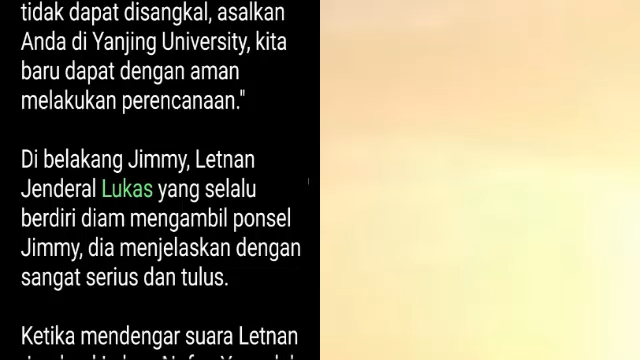 tidak dapat disangkal, asalkan
Anda di Yanjing University, kita
baru dapat dengan aman
melakukan perencanaan."
Di belakang Jimmy, Letnan
Jenderal Lukas yang selalu
berdiri diam mengambil ponsel
Jimmy, dia menjelaskan dengan
sangat serius dan tulus.
Ketika mendengar suara Letnan